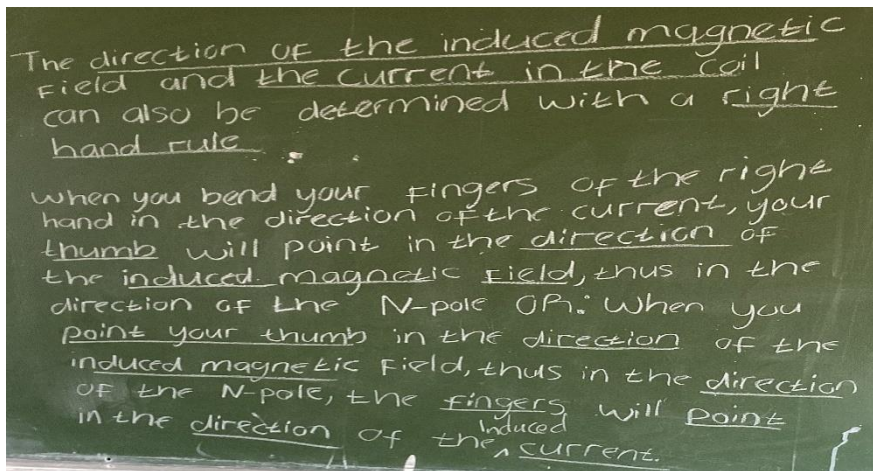 The direction of the induced magnetic
Field and the current in the coil
can also be determined with a right
hand rule
When you bend your Fingers of the right
hand in the direction of the current, your
thumb will point in the direction of
the induced magnetic Field, thus in the
direction of the N-pole OR: When you
point your thumb in the direction of the
induced magnetic Field, thus in the direction
of the N-pole, the fingers will point
in the direction of the ^ Induced current.